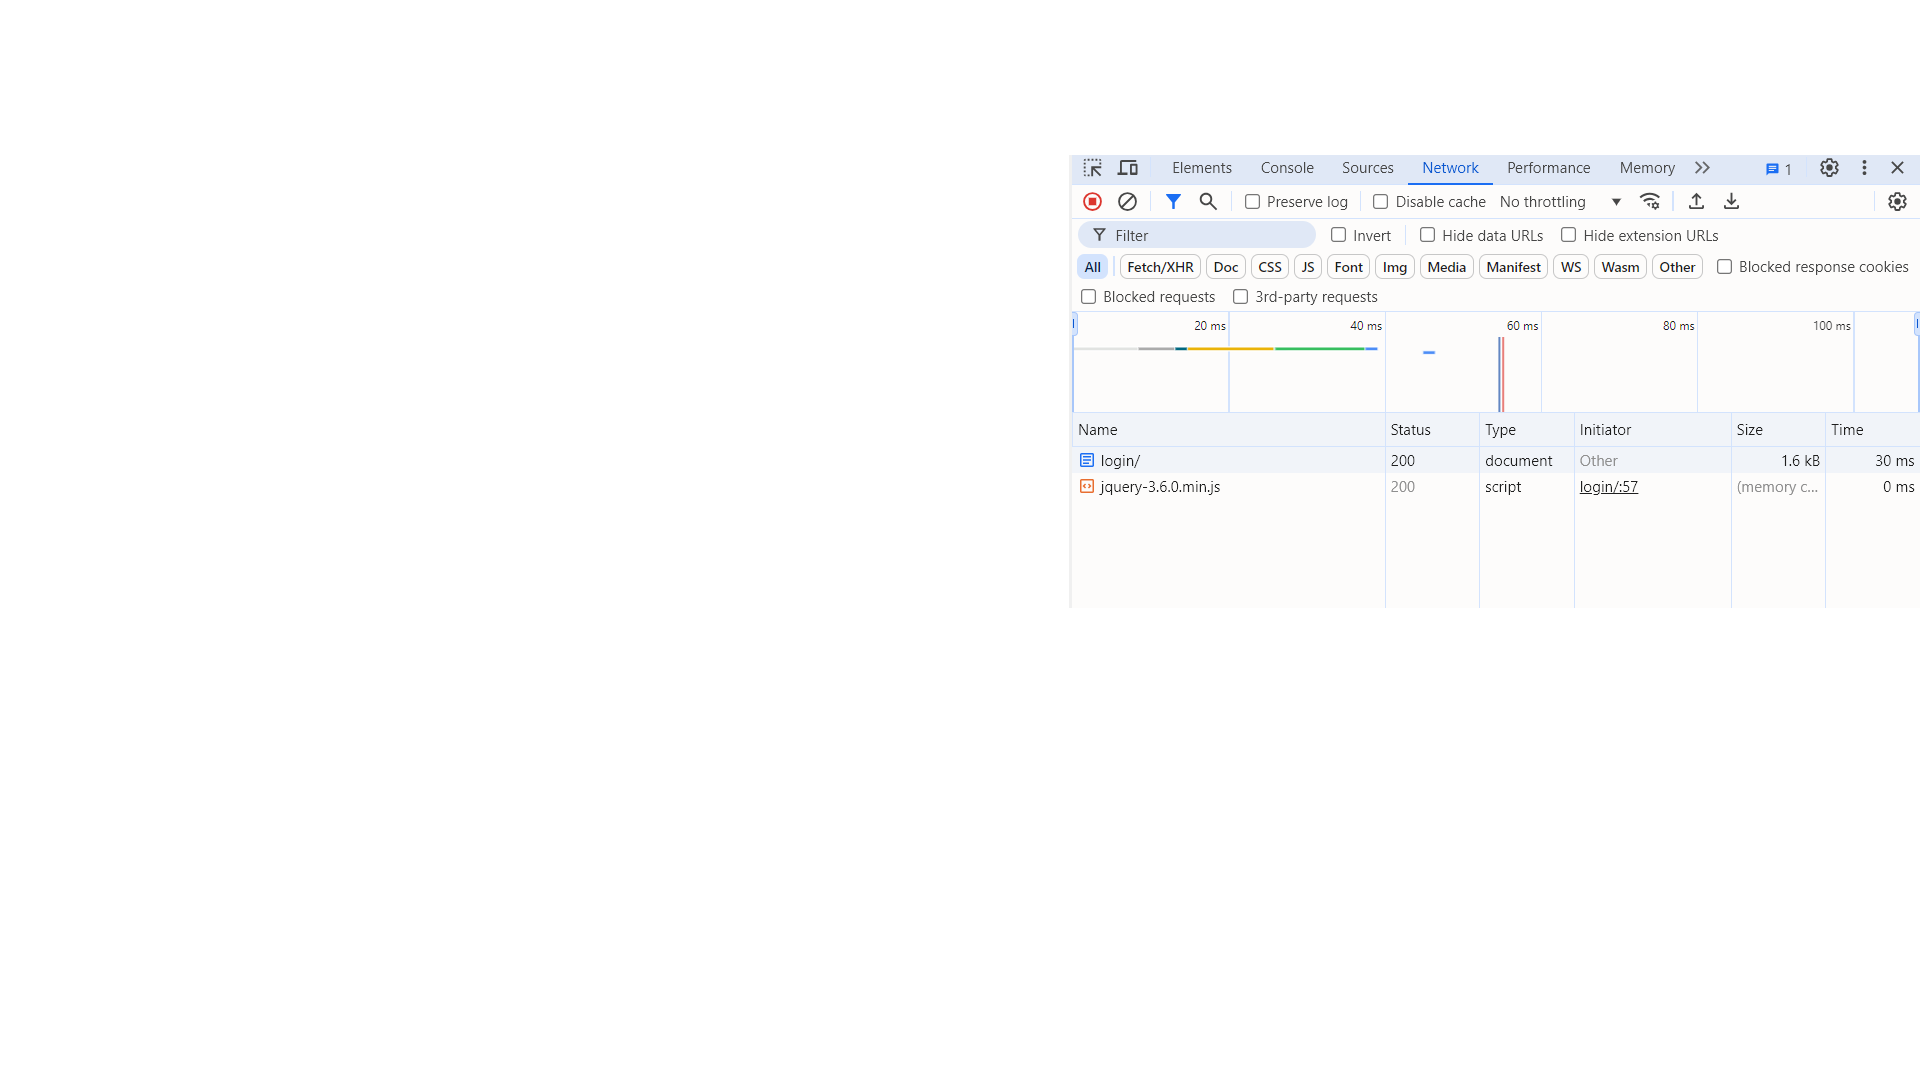 Elements Console Sources Network Performance Memory 1
Preserve log Disable cache No throttling
Filter Invert Hide data URLs Hide extension URLs
All Fetch/XHR Doc CSS JS Font Img Media Manifest WS Wasm Other Blocked response cookies
Blocked requests 3rd-party requests
20 ms 40 ms 60 ms 80 ms 100 ms
Name Status Type Initiator Size Time
login/ 200 document Other 1.6 kB 30 ms
jquery-3.6.0.min.js 200 script login/:57 (memory c... 0 ms